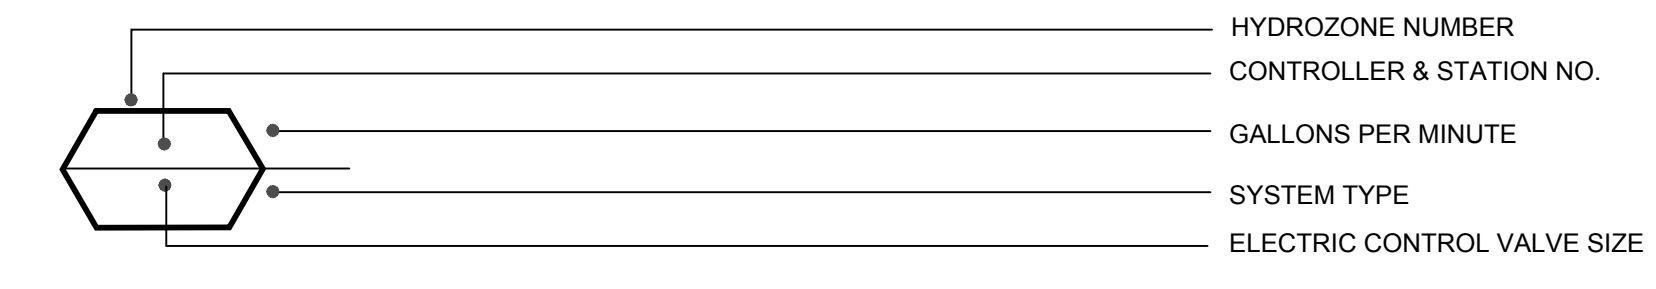 HYDROZONE NUMBER
CONTROLLER & STATION NO.
GALLONS PER MINUTE
SYSTEM TYPE
ELECTRIC CONTROL VALVE SIZE